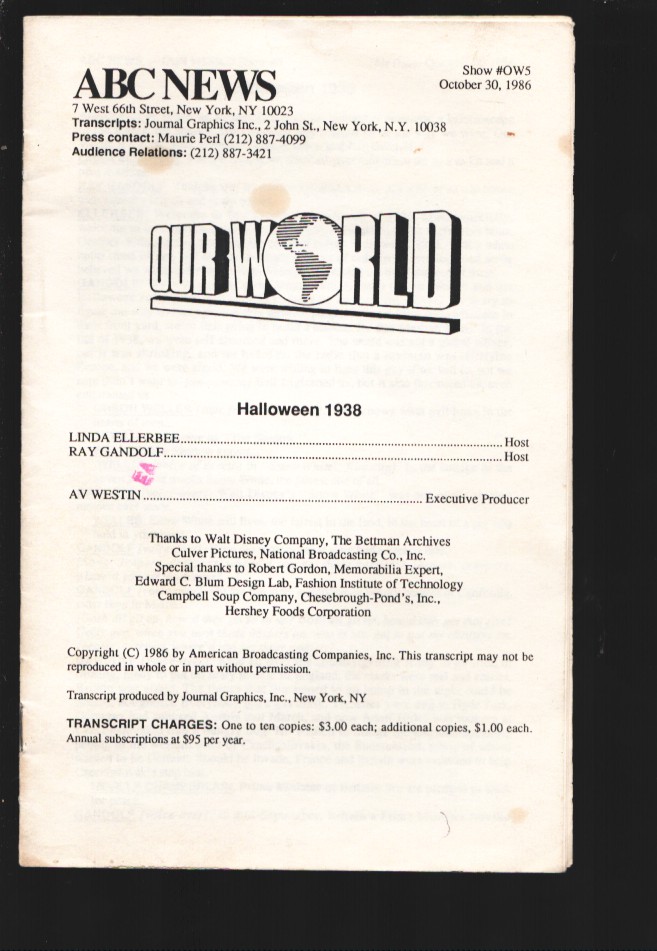 ABC NEWS
Show #OW5
October 30, 1986
7 West 66th Street, New York, NY 10023
Transcripts: Journal Graphics Inc., 2 John St., New York, N.Y. 10038
Press contact: Maurie Perl (212) 887-4099
Audience Relations: (212) 887-3421
OUR WORLD
Halloween 1938
LINDA ELLERBEE............................................................................Host
RAY GANDOLF................................................................................Host
AV WESTIN ................................................................ Executive Producer
Thanks to Walt Disney Company, The Bettman Archives
Culver Pictures, National Broadcasting Co., Inc.
Special thanks to Robert Gordon, Memorabilia Expert,
Edward C. Blum Design Lab, Fashion Institute of Technology
Campbell Soup Company, Chesebrough-Pond's, Inc.,
Hershey Foods Corporation
Copyright (C) 1986 by American Broadcasting Companies, Inc. This transcript may not be
reproduced in whole or in part without permission.
Transcript produced by Journal Graphics, Inc., New York, NY
TRANSCRIPT CHARGES: One to ten copies: $3.00 each; additional copies, $1.00 each.
Annual subscriptions at $95 per year.